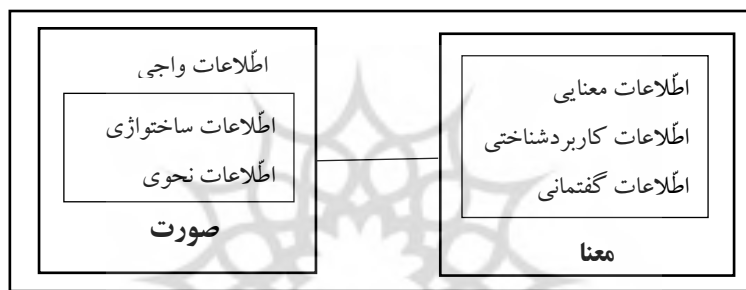 اطّلاعات معنایی
اطّلاعات کاربردشناختی
اطّلاعات گفتمانی
معنا
اطّلاعات واجی
اطّلاعات ساختواژی
اطّلاعات نحوی
صورت